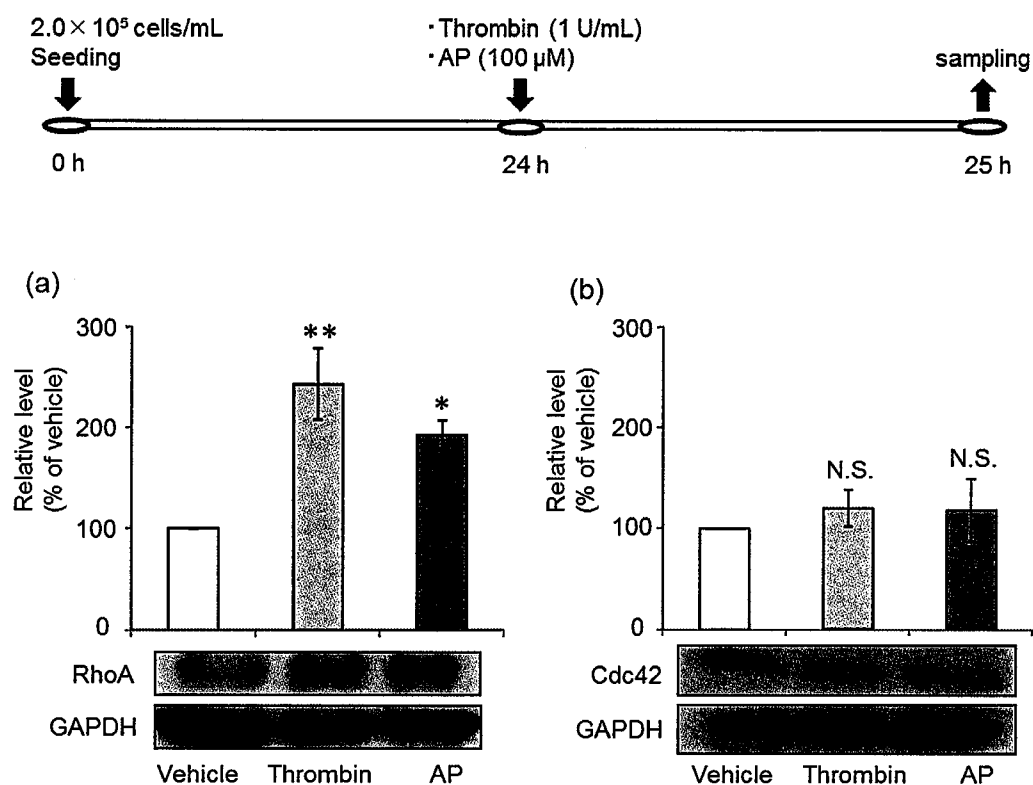 2.0×10⁵ cells/mL
Seeding
・Thrombin (1 U/mL)
・AP (100 µM)
sampling
0 h
24 h
25 h
(a)
Relative level
(% of vehicle)
300
200
100
0
**
*
RhoA
GAPDH
Vehicle Thrombin AP
(b)
Relative level
(% of vehicle)
300
200
100
0
N.S.
N.S.
Cdc42
GAPDH
Vehicle Thrombin AP